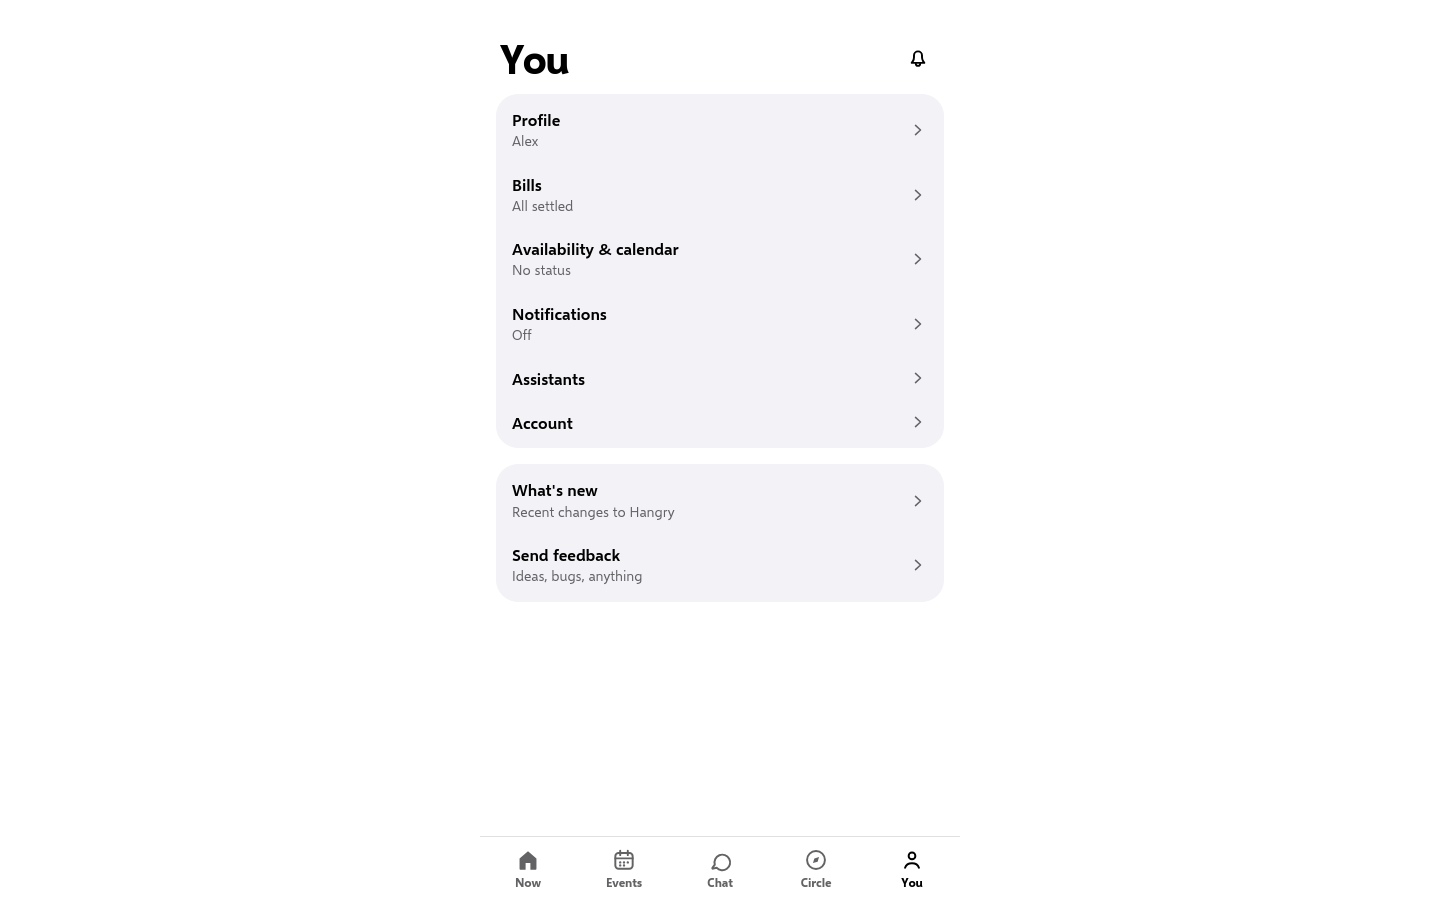 You
Profile
Alex
Bills
All settled
Availability & calendar
No status
Notifications
Off
Assistants
Account
What's new
Recent changes to Hangry
Send feedback
Ideas, bugs, anything
Now
Events
Chat
Circle
You